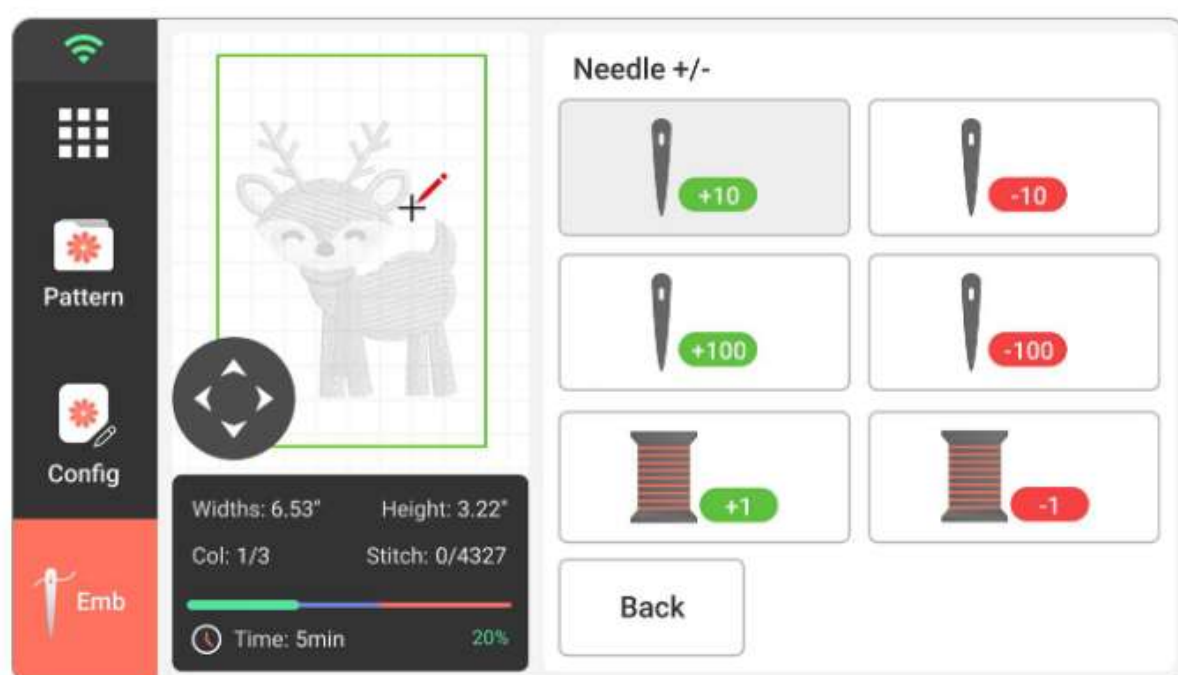 Pattern
Config
Emb
Widths: 6.53" Height: 3.22"
Col: 1/3 Stitch: 0/4327
Time: 5min 20%
Needle +/-
+10 -10
+100 -100
+1 -1
Back